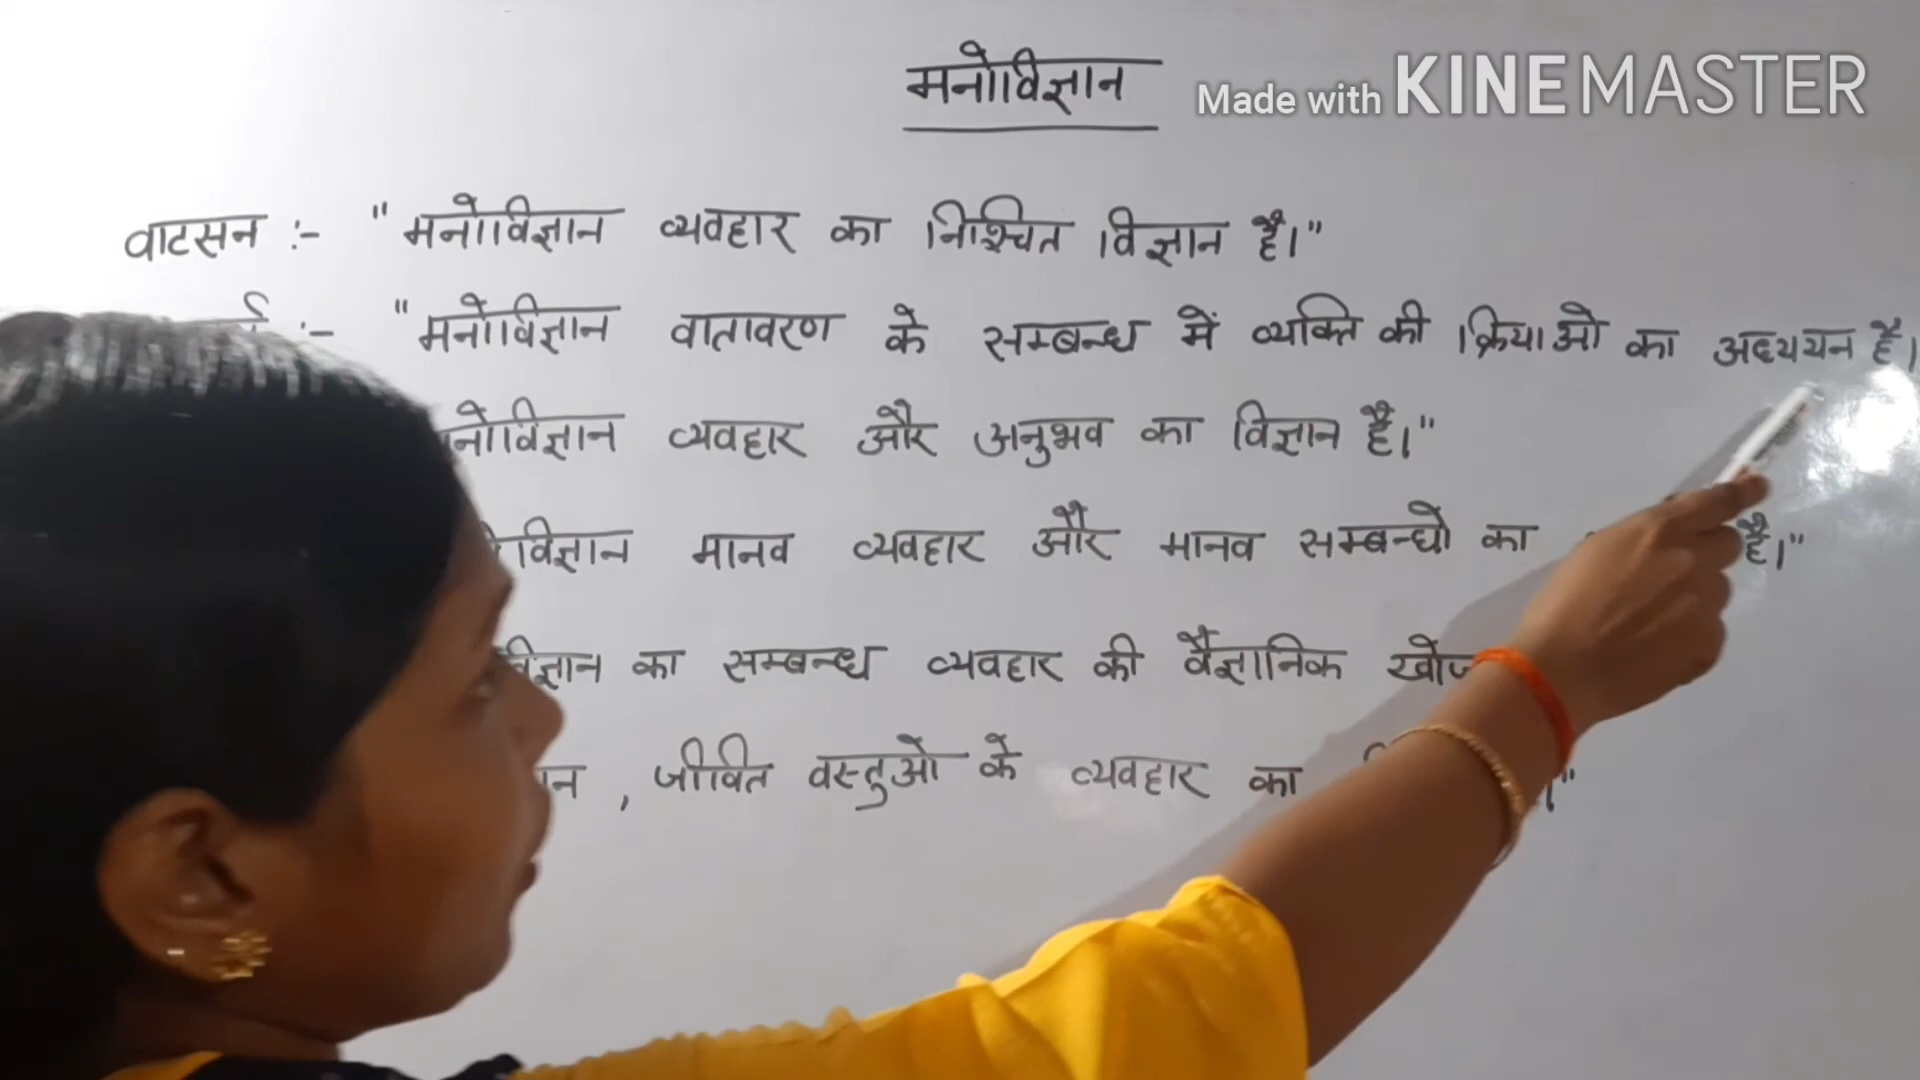 मनोविज्ञान
Made with KINEMASTER
वाटसन :- "मनोविज्ञान व्यवहार का निश्चित विज्ञान है।"
:- "मनोविज्ञान वातावरण के सम्बन्ध में व्यक्ति की क्रियाओ का अध्ययन है।
व्यवहार और अनुभव का विज्ञान है।"
मानव व्यवहार और मानव सम्बन्धो का है।"
का सम्बन्ध व्यवहार की वैज्ञानिक
, जीवित वस्तुओ के व्यवहार का